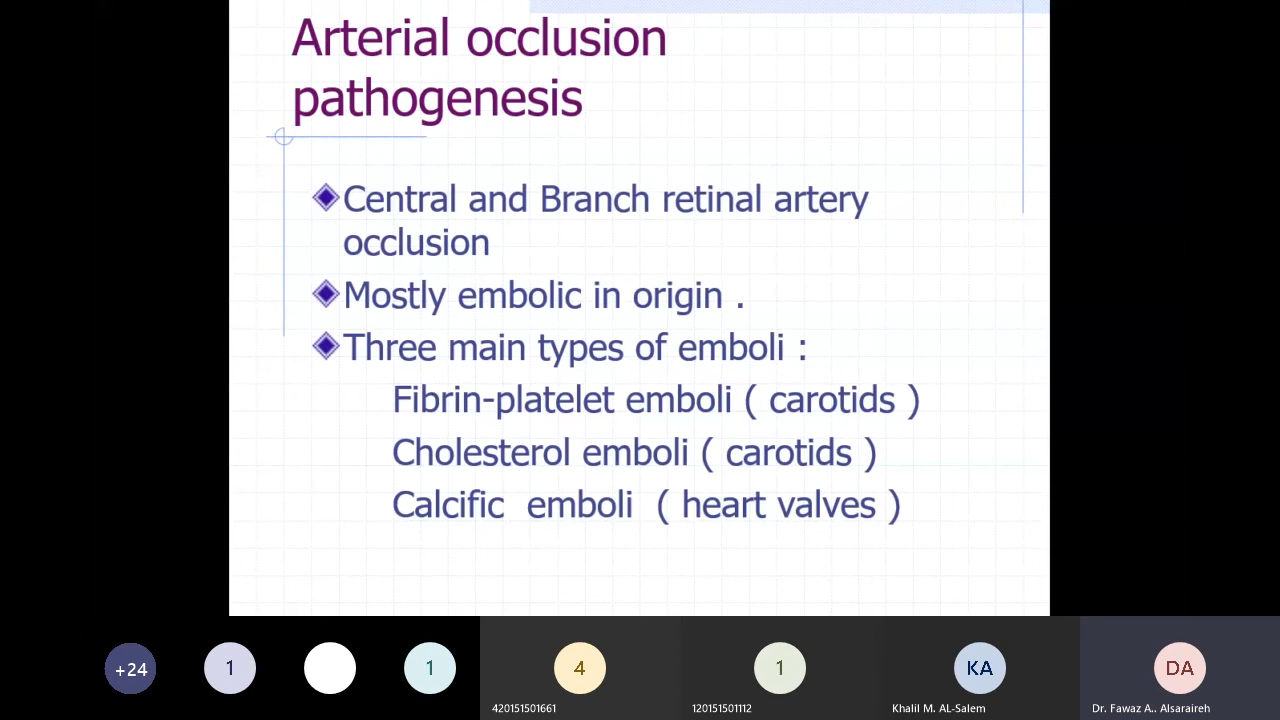 Arterial occlusion
pathogenesis
Central and Branch retinal artery
occlusion
Mostly embolic in origin .
Three main types of emboli :
Fibrin-platelet emboli ( carotids )
Cholesterol emboli ( carotids )
Calcific emboli ( heart valves )
+24
1
1
4
1
KA
DA
420151501661
120151501112
Khalil M. AL-Salem
Dr. Fawaz A.. Alsaraireh